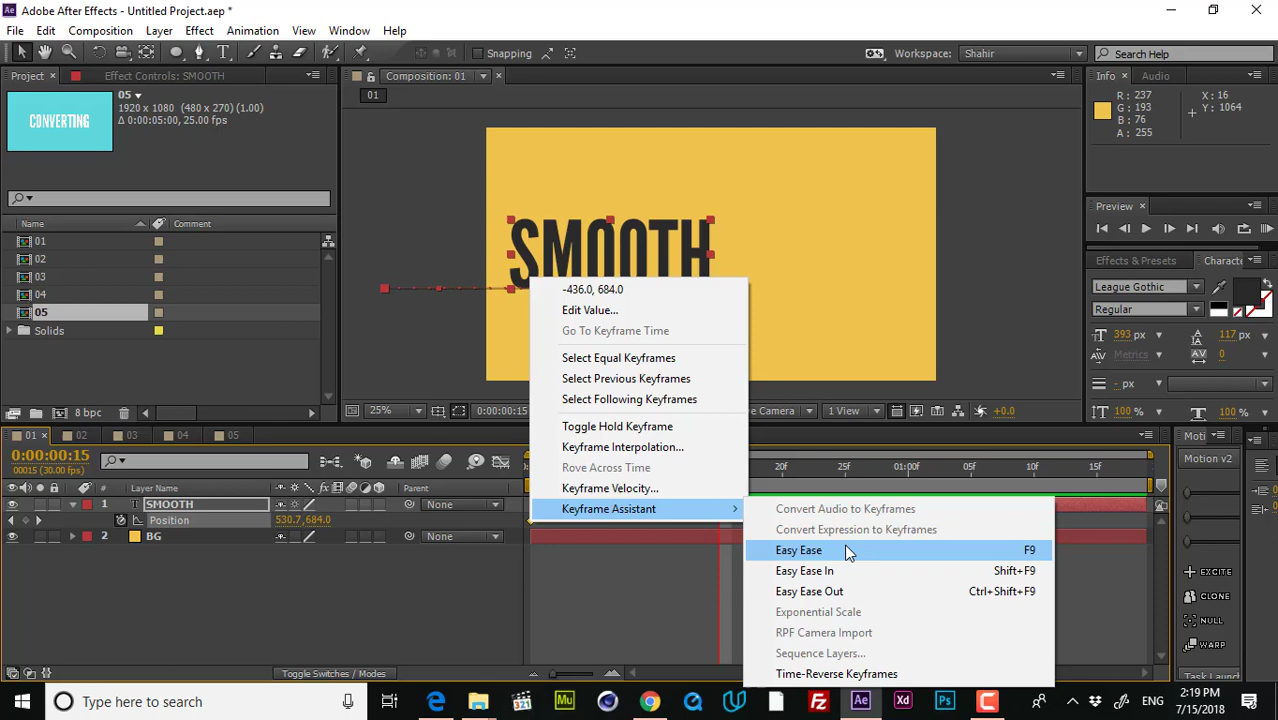 Adobe After Effects - Untitled Project.aep *
File Edit Composition Layer Effect Animation View Window Help
Snapping Workspace: Shahir Search Help
Project Effect Controls: SMOOTH Composition: 01 Info Audio
05
1920 x 1080 (480 x 270) (1.00)
Δ 0:00:05:00, 25.00 fps
CONVERTING
01
R: 237
G: 193
B: 76
A: 255
X: 16
Y: 1064
Name Comment
01
02
03
04
05
Solids
8 bpc
SMOOTH
Preview
Effects & Presets Characte
League Gothic
Regular
393 px 117 px
Metrics 0
- px
100 % 100 %
25% 0:00:00:15 e Camera 1 View +0.0
-436.0, 684.0
Edit Value...
Go To Keyframe Time
Select Equal Keyframes
Select Previous Keyframes
Select Following Keyframes
Toggle Hold Keyframe
Keyframe Interpolation...
Rove Across Time
Keyframe Velocity...
Keyframe Assistant
Convert Audio to Keyframes
Convert Expression to Keyframes
Easy Ease F9
Easy Ease In Shift+F9
Easy Ease Out Ctrl+Shift+F9
Exponential Scale
RPF Camera Import
Sequence Layers...
Time-Reverse Keyframes
01 02 03 04 05
0:00:00:15
00015 (30.00 fps)
20f 25f 01:00f 05f 10f 15f
# Layer Name Parent
1 T SMOOTH None
Position 530.7,684.0
2 BG None
Toggle Switches / Modes
Moti
Motion v2
EXCITE
CLONE
NULL
WARP
Task Launch
Type here to search
ENG
2:19 PM
7/15/2018